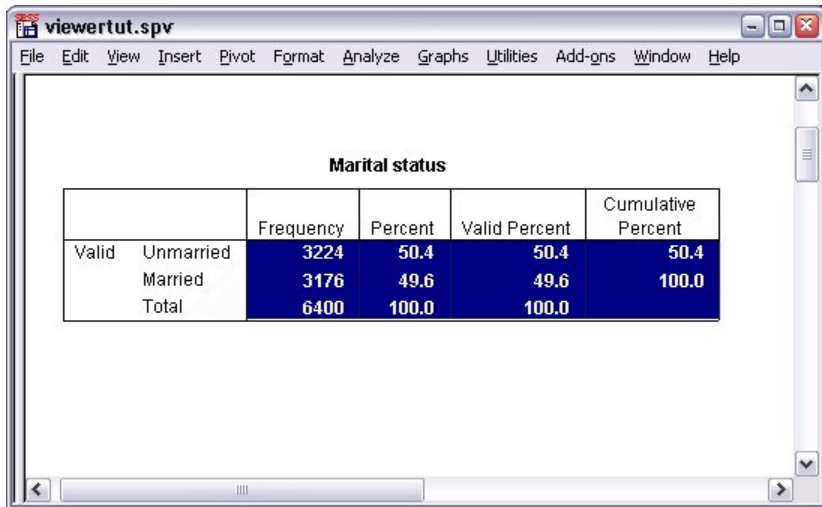 viewertut.spv
File Edit View Insert Pivot Format Analyze Graphs Utilities Add-ons Window Help
Marital status
Frequency Percent Valid Percent Cumulative Percent
Valid Unmarried 3224 50.4 50.4 50.4
Married 3176 49.6 49.6 100.0
Total 6400 100.0 100.0